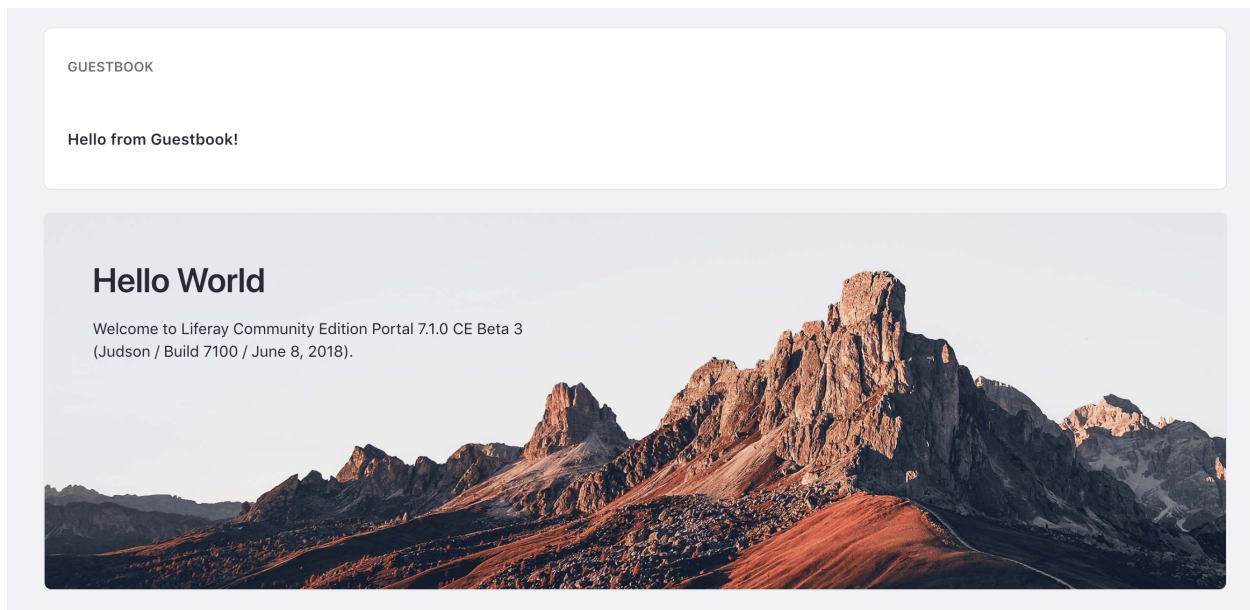 GUESTBOOK
Hello from Guestbook!
Hello World
Welcome to Liferay Community Edition Portal 7.1.0 CE Beta 3
(Judson / Build 7100 / June 8, 2018).